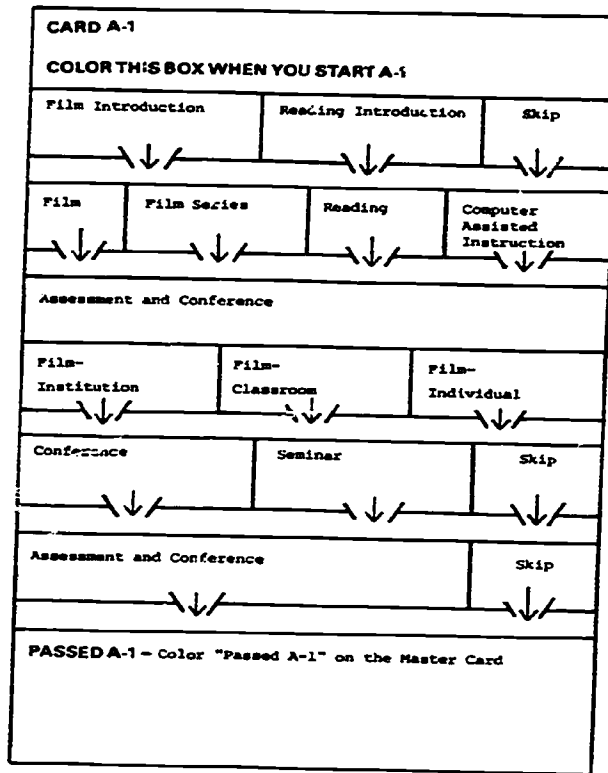 CARD A-1
COLOR THIS BOX WHEN YOU START A-1
Film Introduction Reading Introduction Skip
Film Film Series Reading Computer
Assisted
Instruction
Assessment and Conference
Film-
Institution
Film-
Classroom
Film-
Individual
Conference Seminar Skip
Assessment and Conference Skip
PASSED A-1 - Color "Passed A-1" on the Master Card